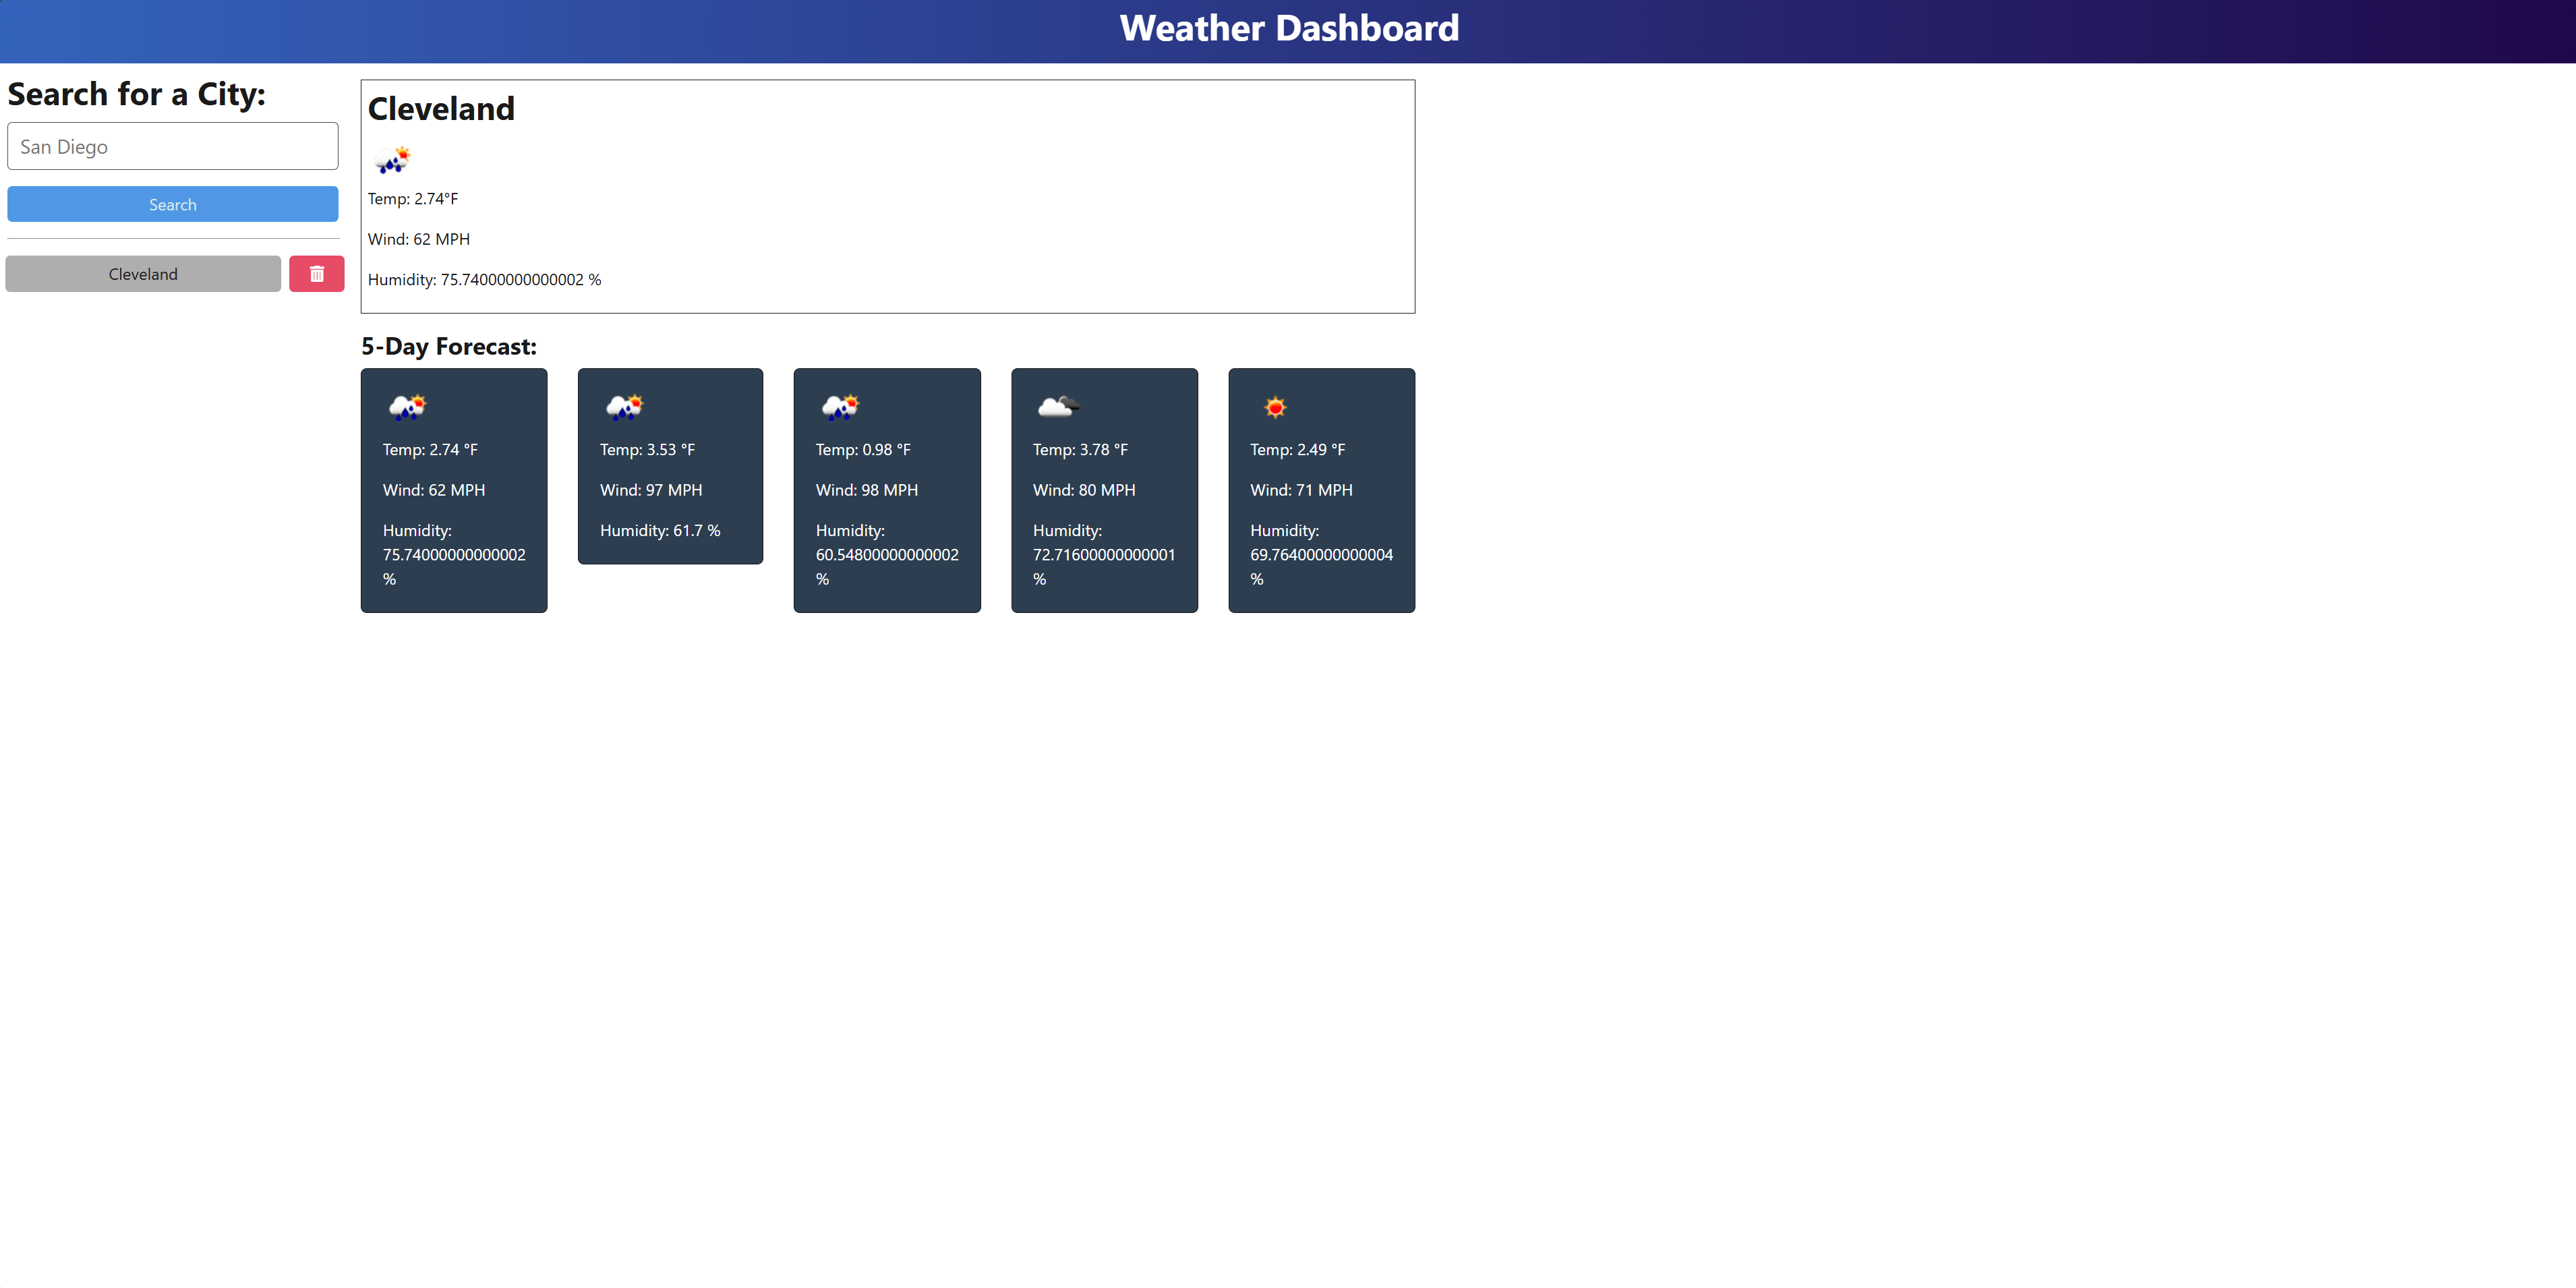 Weather Dashboard
Search for a City:
San Diego
Search
Cleveland
Cleveland
Temp: 2.74°F
Wind: 62 MPH
Humidity: 75.74000000000002 %
5-Day Forecast:
Temp: 2.74 °F
Wind: 62 MPH
Humidity:
75.74000000000002
%
Temp: 3.53 °F
Wind: 97 MPH
Humidity: 61.7 %
Temp: 0.98 °F
Wind: 98 MPH
Humidity:
60.54800000000002
%
Temp: 3.78 °F
Wind: 80 MPH
Humidity:
72.71600000000001
%
Temp: 2.49 °F
Wind: 71 MPH
Humidity:
69.76400000000004
%